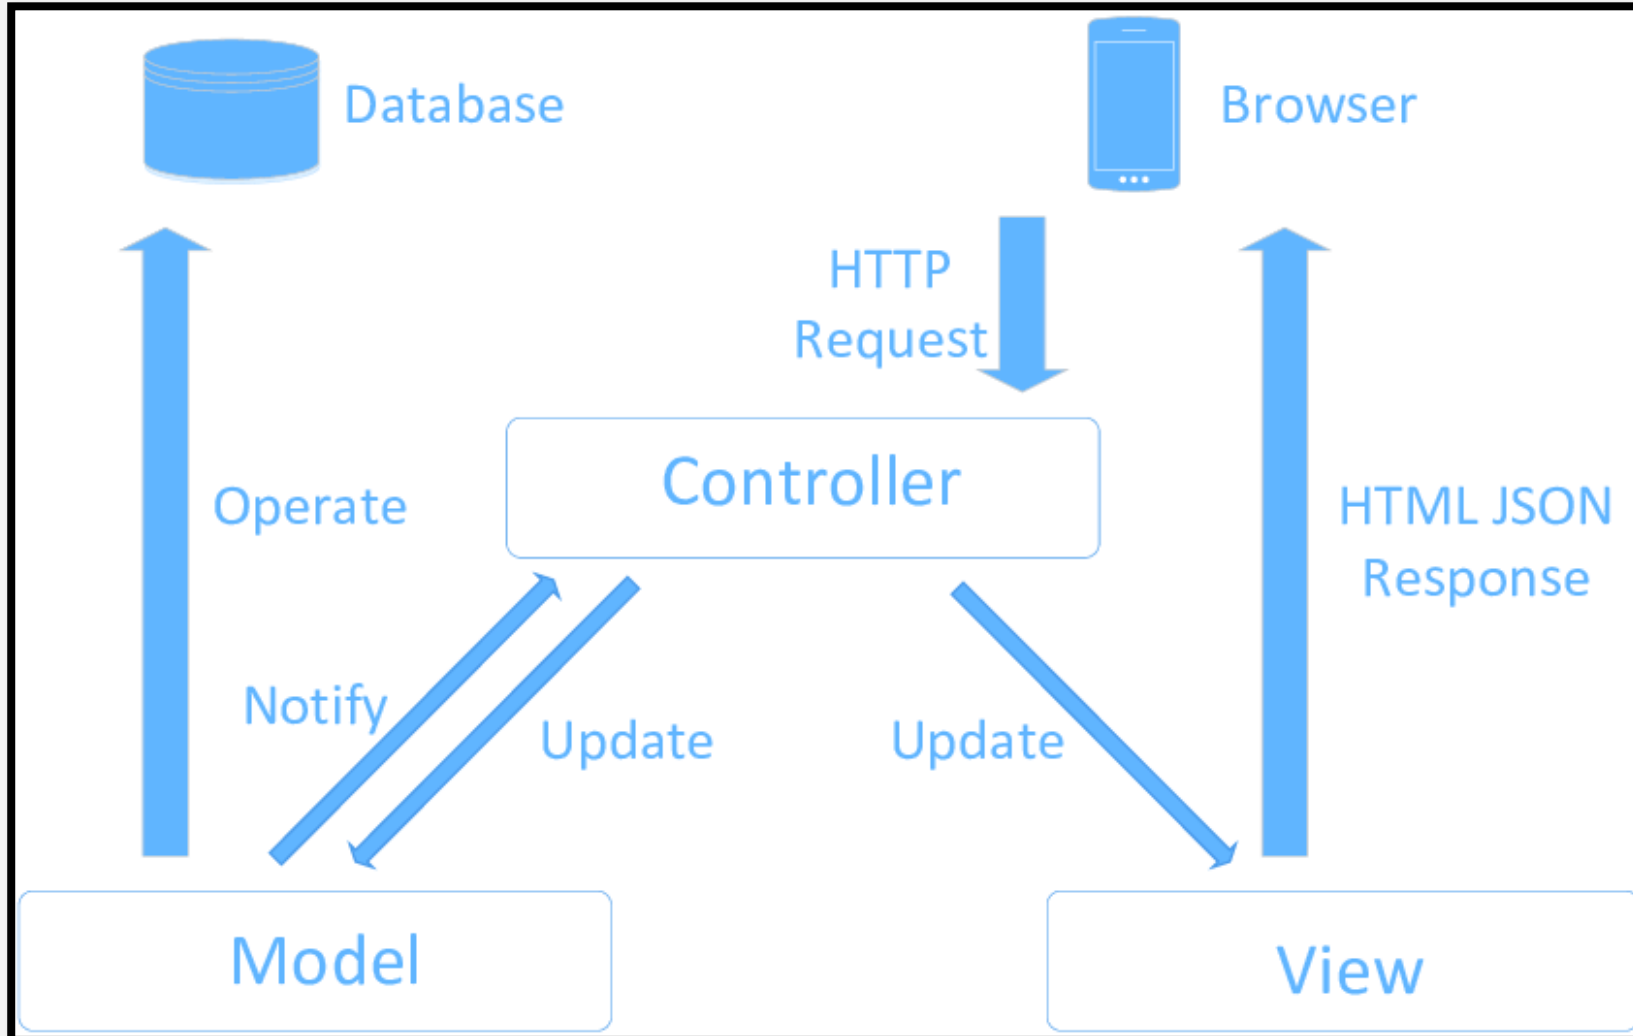 Database
Browser
HTTP
Request
Controller
Operate
HTML JSON
Response
Notify
Update
Update
Model
View